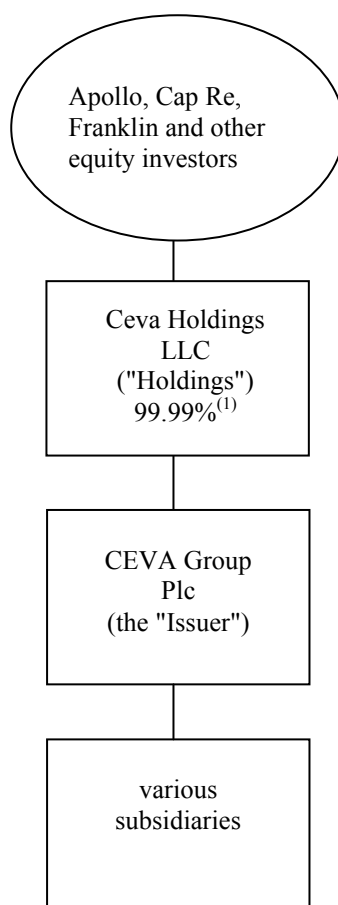 Apollo, Cap Re,
Franklin and other
equity investors
Ceva Holdings
LLC
("Holdings")
99.99%(1)
CEVA Group
Plc
(the "Issuer")
various
subsidiaries